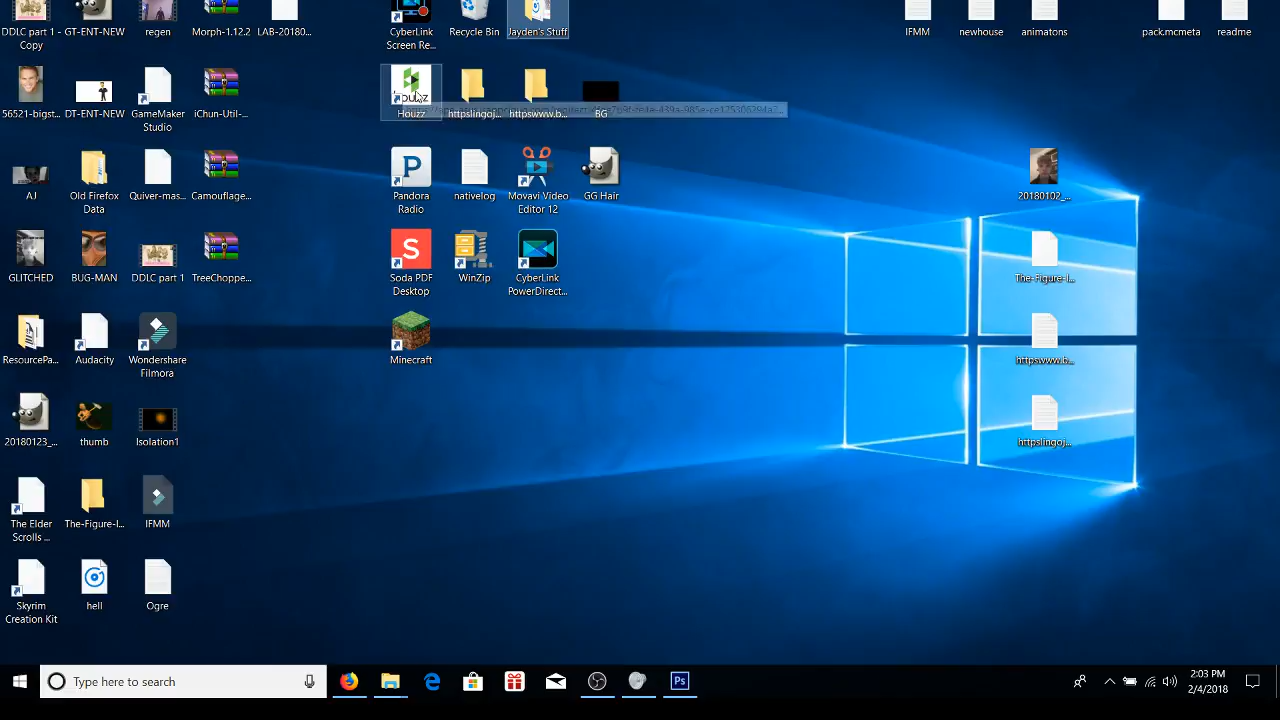 DDLC part 1 - Copy
GT-ENT-NEW
regen
Morph-1.12.2
LAB-20180...
CyberLink Screen Re...
Recycle Bin
Jayden's Stuff
IFMM
newhouse
animatons
pack.mcmeta
readme
56521-bigst...
DT-ENT-NEW
GameMaker Studio
iChun-Util-...
Houzz
httpslingoj...
httpswww.b...
BG
AJ
Old Firefox Data
Quiver-mas...
Camouflage...
P
Pandora Radio
nativelog
Movavi Video Editor 12
GG Hair
20180102_...
GLITCHED
BUG-MAN
DDLC part 1
TreeChoppe...
S
Soda PDF Desktop
WinZip
CyberLink PowerDirect...
The-Figure-I...
ResourcePa...
Audacity
Wondershare Filmora
Minecraft
httpswww.b...
20180123_...
thumb
Isolation1
httpslingoj...
The Elder Scrolls ...
The-Figure-I...
IFMM
Skyrim Creation Kit
hell
Ogre
Type here to search
Ps
2:03 PM
2/4/2018